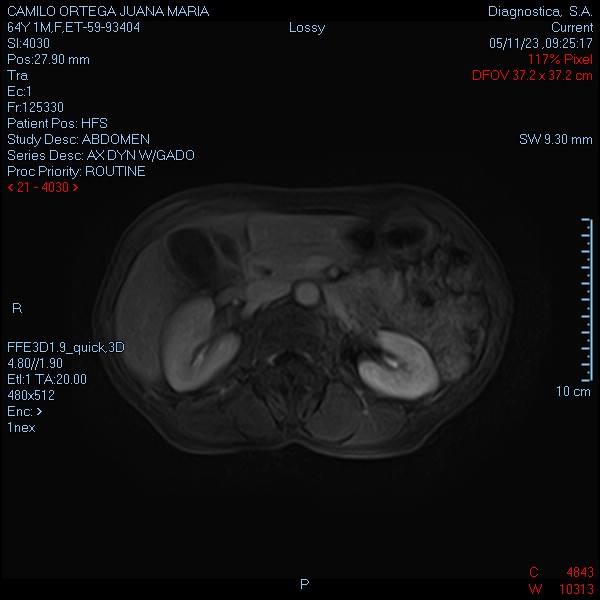 CAMILO ORTEGA JUANA MARIA
64Y 1M,F,ET-59-93404
SI:4030
Pos:27.90 mm
Tra
Ec:1
Fr:125330
Patient Pos: HFS
Study Desc: ABDOMEN
Series Desc: AX DYN W/GADO
Proc Priority: ROUTINE
< 21 - 4030 >
Lossy
Diagnostica, S.A.
Current
05/11/23 ,09:25:17
117% Pixel
DFOV 37.2 x 37.2 cm
SW 9.30 mm
R
10 cm
FFE3D1.9_quick,3D
4.80//1.90
Etl:1 TA:20.00
480x512
Enc: >
1nex
P
C 4843
W 10313